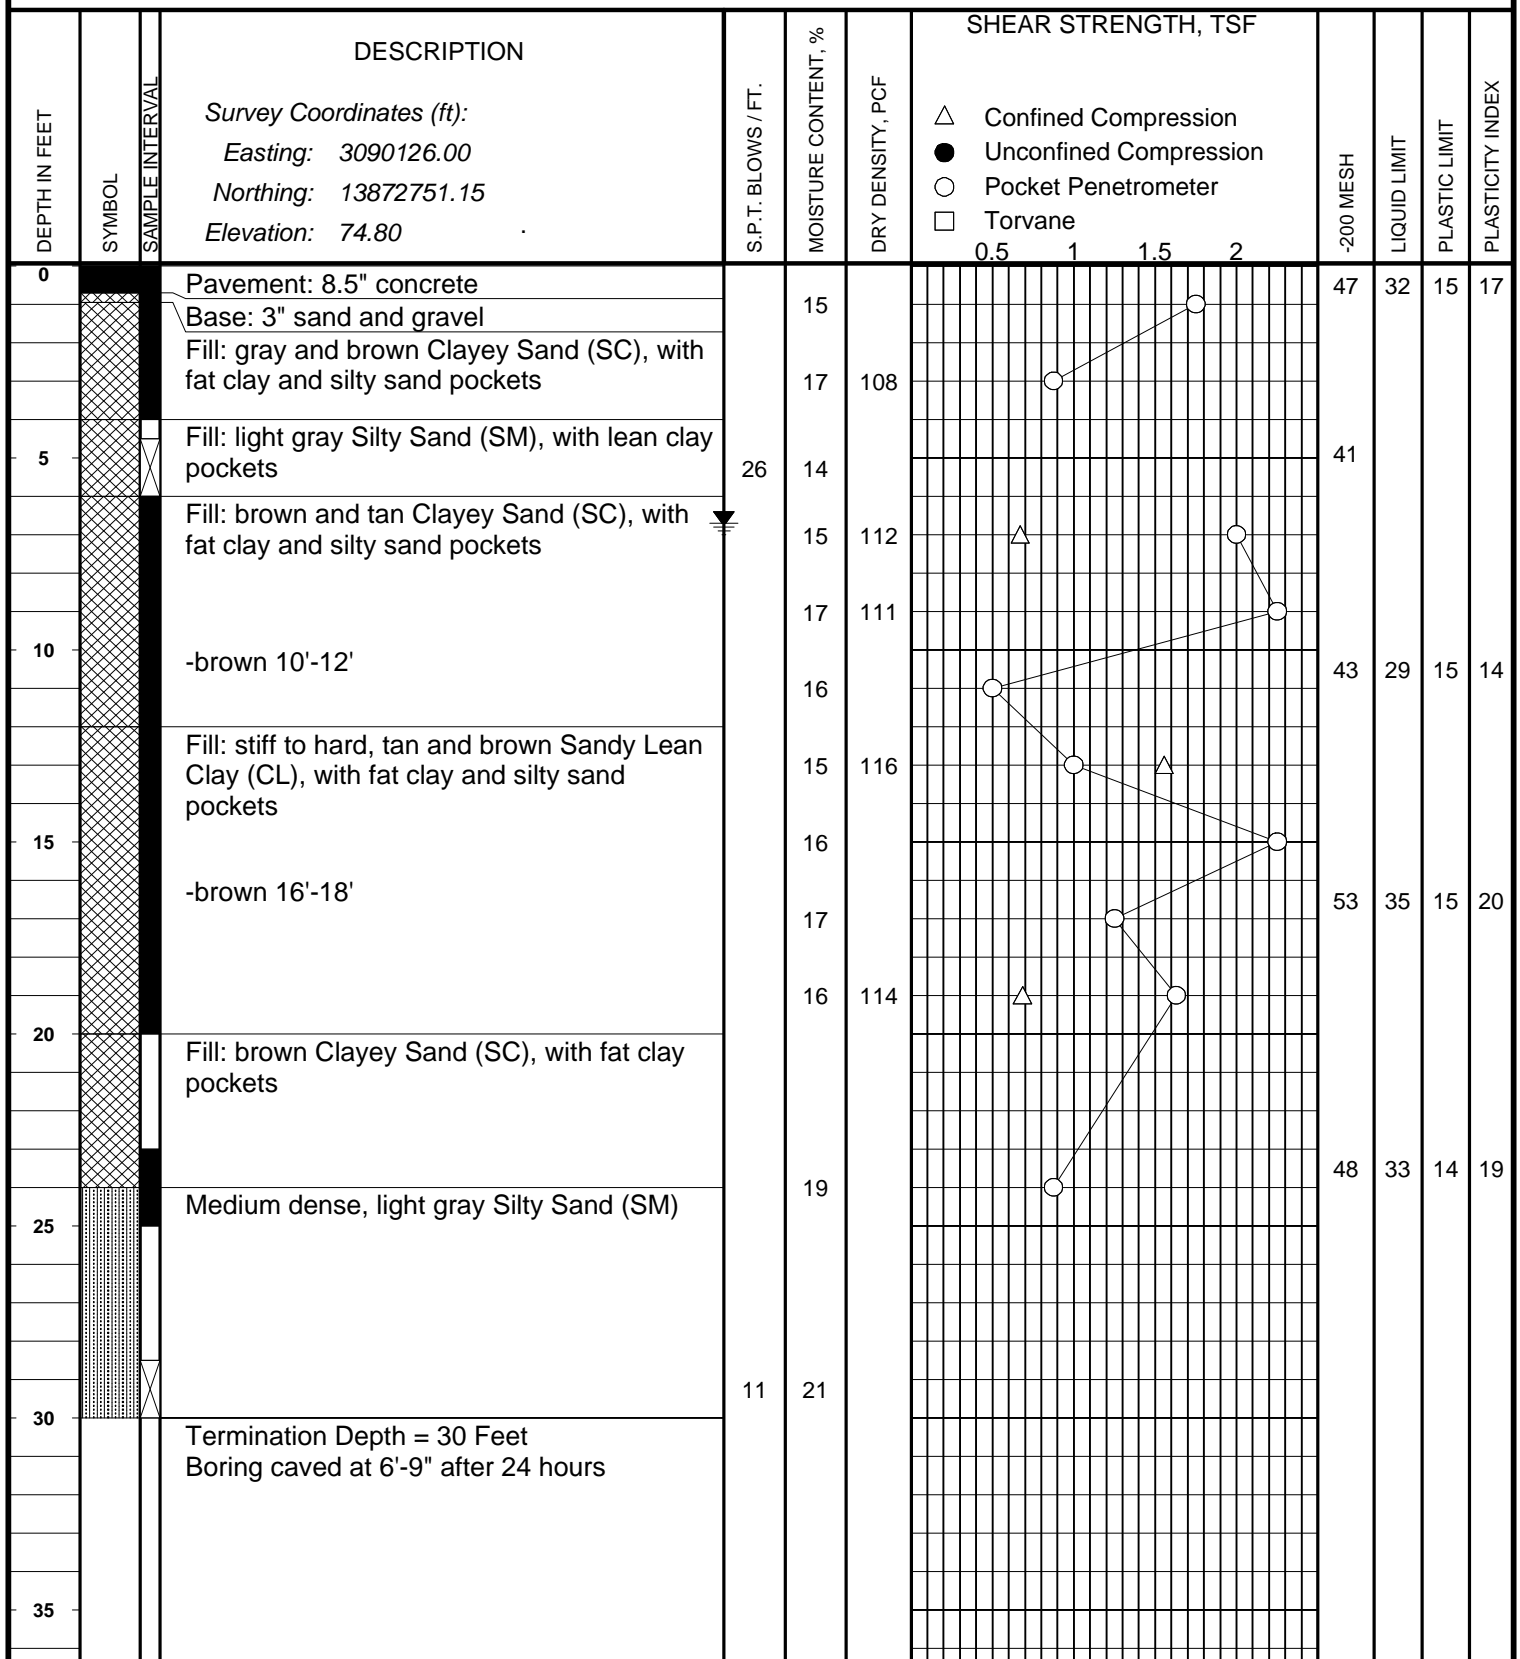 DEPTH IN FEET
SYMBOL
SAMPLE INTERVAL
DESCRIPTION
Survey Coordinates (ft):
Easting: 3090126.00
Northing: 13872751.15
Elevation: 74.80 .
S.P.T. BLOWS / FT.
MOISTURE CONTENT, %
DRY DENSITY, PCF
SHEAR STRENGTH, TSF
Confined Compression
Unconfined Compression
Pocket Penetrometer
Torvane
0.5 1 1.5 2
-200 MESH
LIQUID LIMIT
PLASTIC LIMIT
PLASTICITY INDEX
0
Pavement: 8.5" concrete
47 32 15 17
15
Base: 3" sand and gravel
Fill: gray and brown Clayey Sand (SC), with
fat clay and silty sand pockets
17 108
Fill: light gray Silty Sand (SM), with lean clay
pockets
5
26 14
41
Fill: brown and tan Clayey Sand (SC), with
fat clay and silty sand pockets
15 112
17 111
10
-brown 10'-12'
43 29 15 14
16
Fill: stiff to hard, tan and brown Sandy Lean
Clay (CL), with fat clay and silty sand
pockets
15 116
15
16
-brown 16'-18'
53 35 15 20
17
16 114
20
Fill: brown Clayey Sand (SC), with fat clay
pockets
48 33 14 19
19
Medium dense, light gray Silty Sand (SM)
25
11 21
30
Termination Depth = 30 Feet
Boring caved at 6'-9" after 24 hours
35